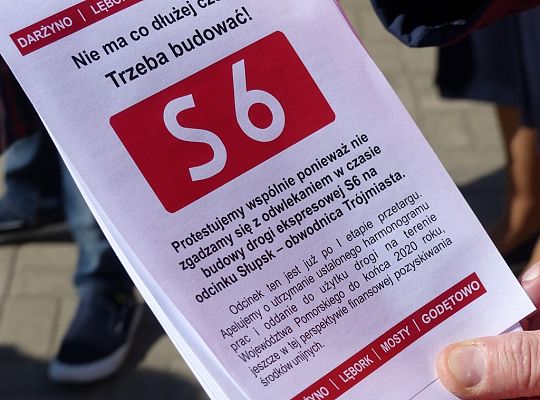 DARŻYNO | LĘBOR
Nie ma co dłużej cze
Trzeba budować!
S6
Protestujemy wspólnie ponieważ nie
zgadzamy się z odwlekaniem w czasie
budowy drogi ekspresowej S6 na
odcinku Słupsk – obwodnica Trójmiasta.
Odcinek ten jest już po I etapie przetargu.
Apelujemy o utrzymanie ustalonego harmonogramu
prac i oddanie do użytku drogi na terenie
Województwa Pomorskiego do końca 2020 roku,
jeszcze w tej perspektywie finansowej pozyskiwania
środków unijnych.
ŻYNO | LĘBORK | MOSTY | GODĘTOWO |